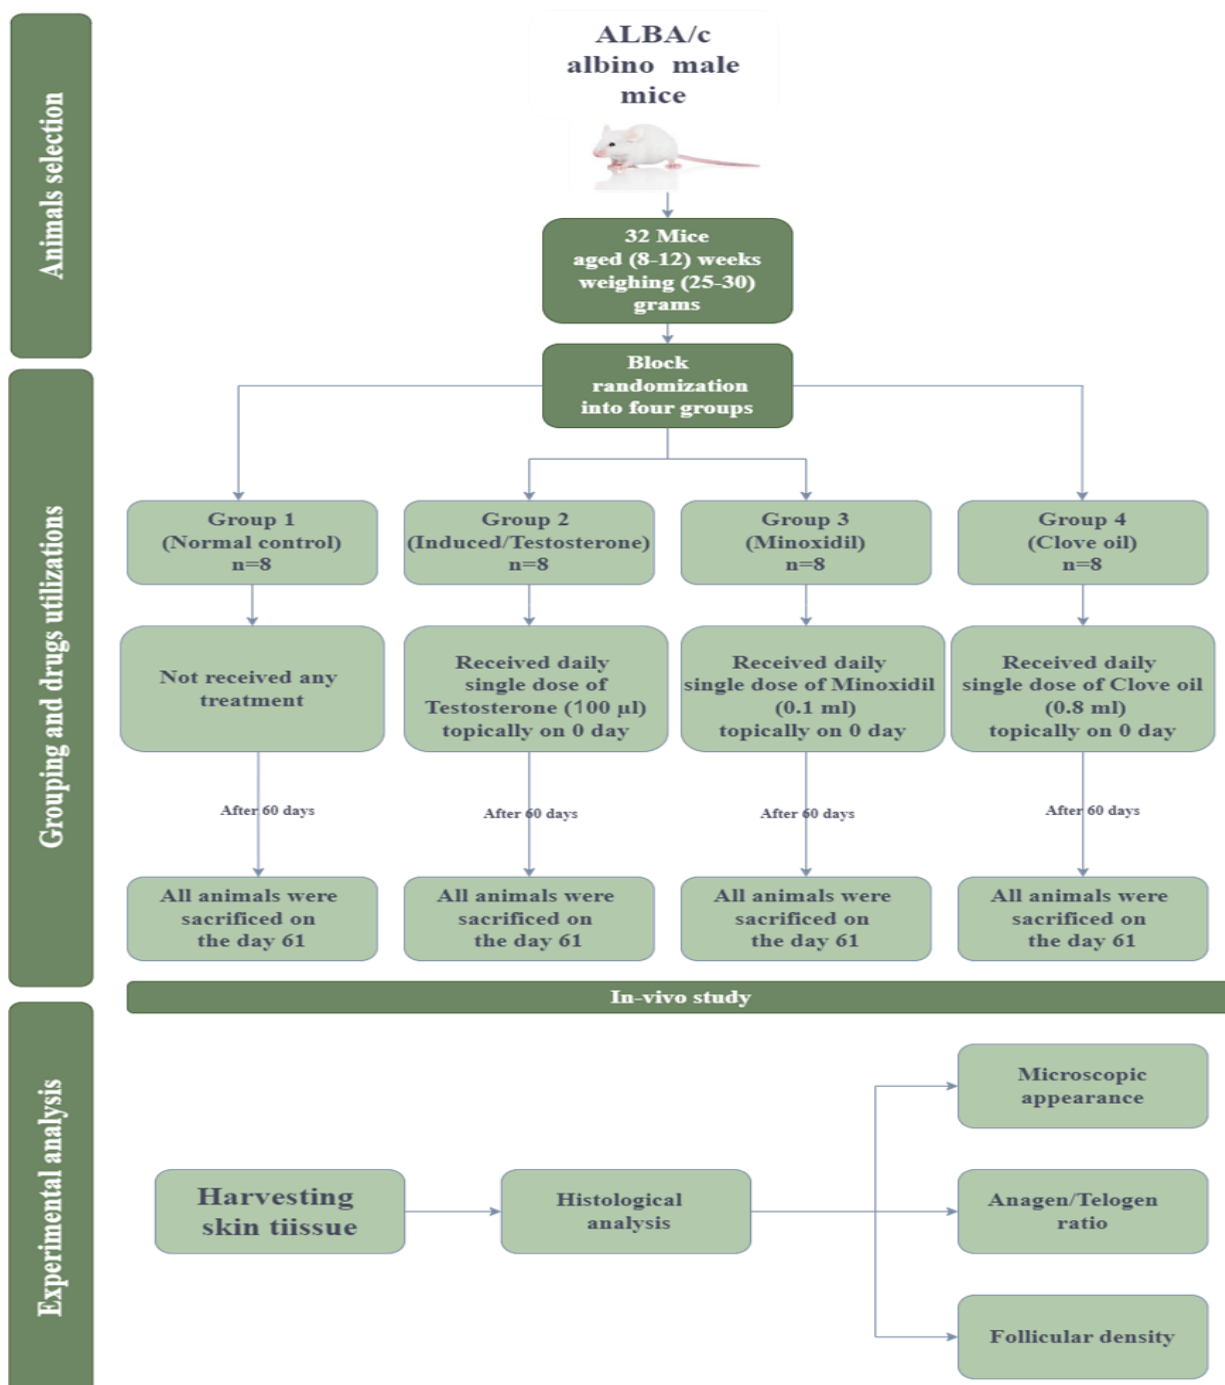 Animals selection
ALBA/c
albino male
mice
32 Mice
aged (8-12) weeks
weighing (25-30)
grams
Grouping and drugs utilizations
Block
randomization
into four groups
Group 1
(Normal control)
n=8
Group 2
(Induced/Testosterone)
n=8
Group 3
(Minoxidil)
n=8
Group 4
(Clove oil)
n=8
Not received any
treatment
Received daily
single dose of
Testosterone (100 µl)
topically on 0 day
Received daily
single dose of Minoxidil
(0.1 ml)
topically on 0 day
Received daily
single dose of Clove oil
(0.8 ml)
topically on 0 day
After 60 days
After 60 days
After 60 days
After 60 days
All animals were
sacrificed on
the day 61
All animals were
sacrificed on
the day 61
All animals were
sacrificed on
the day 61
All animals were
sacrificed on
the day 61
In-vivo study
Experimental analysis
Harvesting
skin tiissue
Histological
analysis
Microscopic
appearance
Anagen/Telogen
ratio
Follicular density